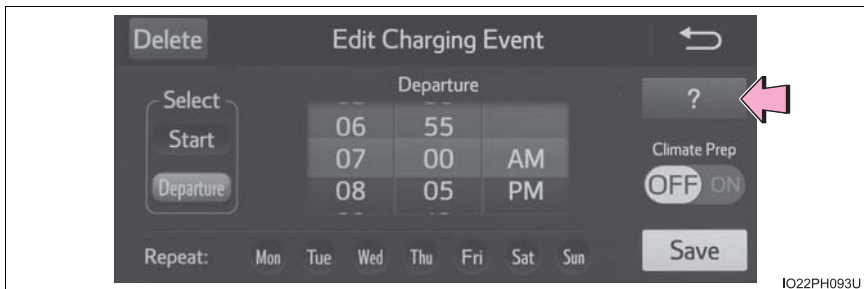 Delete Edit Charging Event
Select
Start
Departure
Departure
06 55
07 00 AM
08 05 PM
?
Climate Prep
OFF ON
Repeat: Mon Tue Wed Thu Fri Sat Sun
Save
IO22PH093U